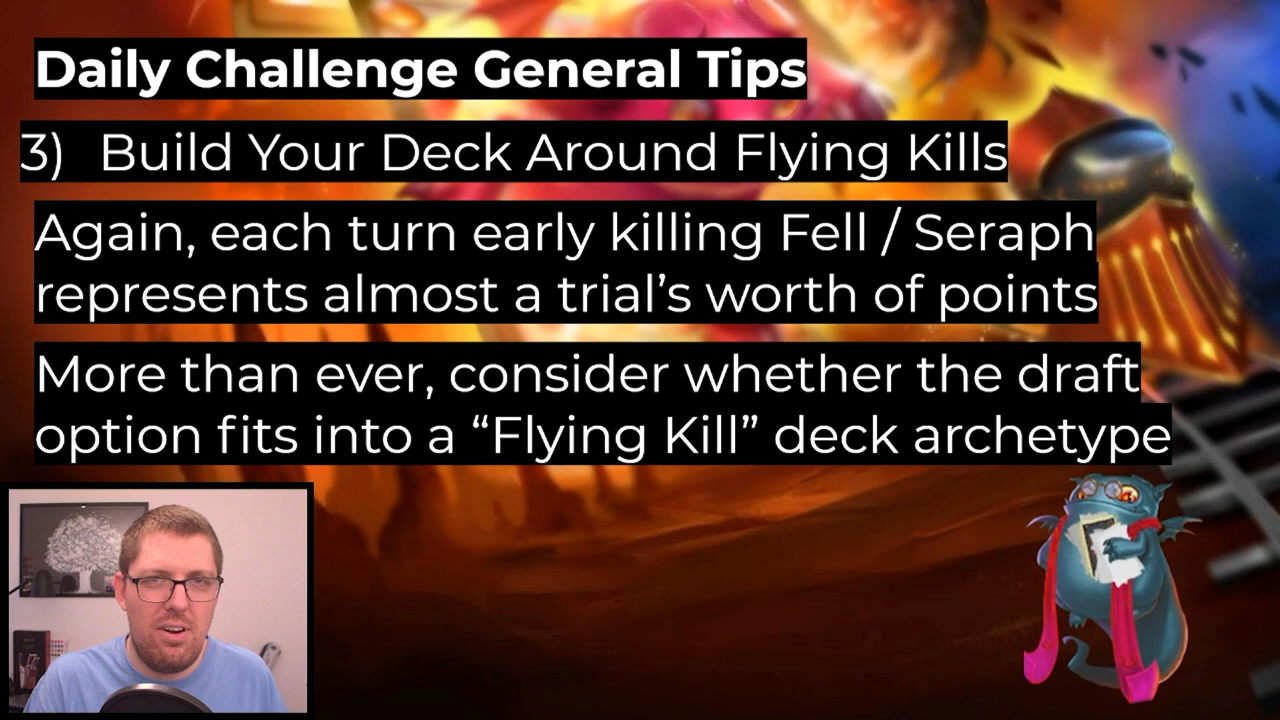 Daily Challenge General Tips
3) Build Your Deck Around Flying Kills
Again, each turn early killing Fell / Seraph
represents almost a trial’s worth of points
More than ever, consider whether the draft
option fits into a “Flying Kill” deck archetype